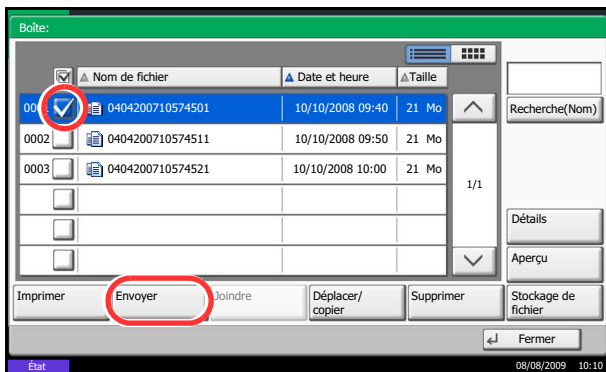 Boîte:
Nom de fichier Date et heure Taille
0404200710574501 10/10/2008 09:40 21 Mo
Recherche(Nom)
0002 0404200710574511 10/10/2008 09:50 21 Mo
0003 0404200710574521 10/10/2008 10:00 21 Mo
1/1
Détails
Aperçu
Imprimer Envoyer Joindre Déplacer/
copier Supprimer Stockage de
fichier
Fermer
État 08/08/2009 10:10